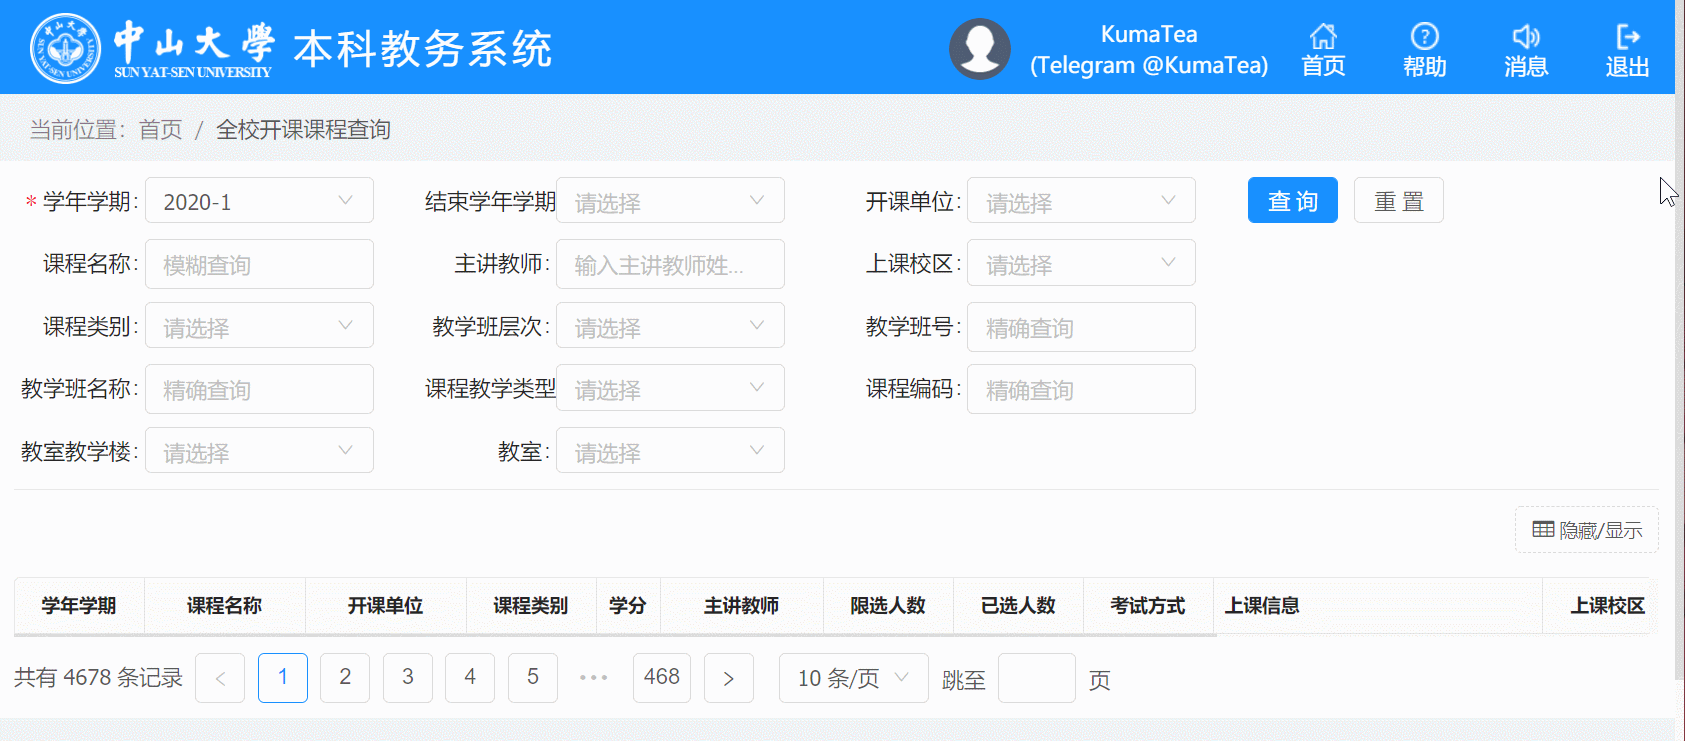 中山大學 本科教务系统
SUN YAT-SEN UNIVERSITY
KumaTea
(Telegram @KumaTea)
首页 帮助 消息 退出
当前位置: 首页 / 全校开课课程查询
* 学年学期: 2020-1 结束学年学期 请选择 开课单位: 请选择 查 询 重 置
课程名称: 模糊查询 主讲教师: 输入主讲教师姓... 上课校区: 请选择
课程类别: 请选择 教学班层次: 请选择 教学班号: 精确查询
教学班名称: 精确查询 课程教学类型 请选择 课程编码: 精确查询
教室教学楼: 请选择 教室: 请选择
隐藏/显示
学年学期 课程名称 开课单位 课程类别 学分 主讲教师 限选人数 已选人数 考试方式 上课信息 上课校区
共有 4678 条记录 < 1 2 3 4 5 ••• 468 > 10 条/页 跳至 页